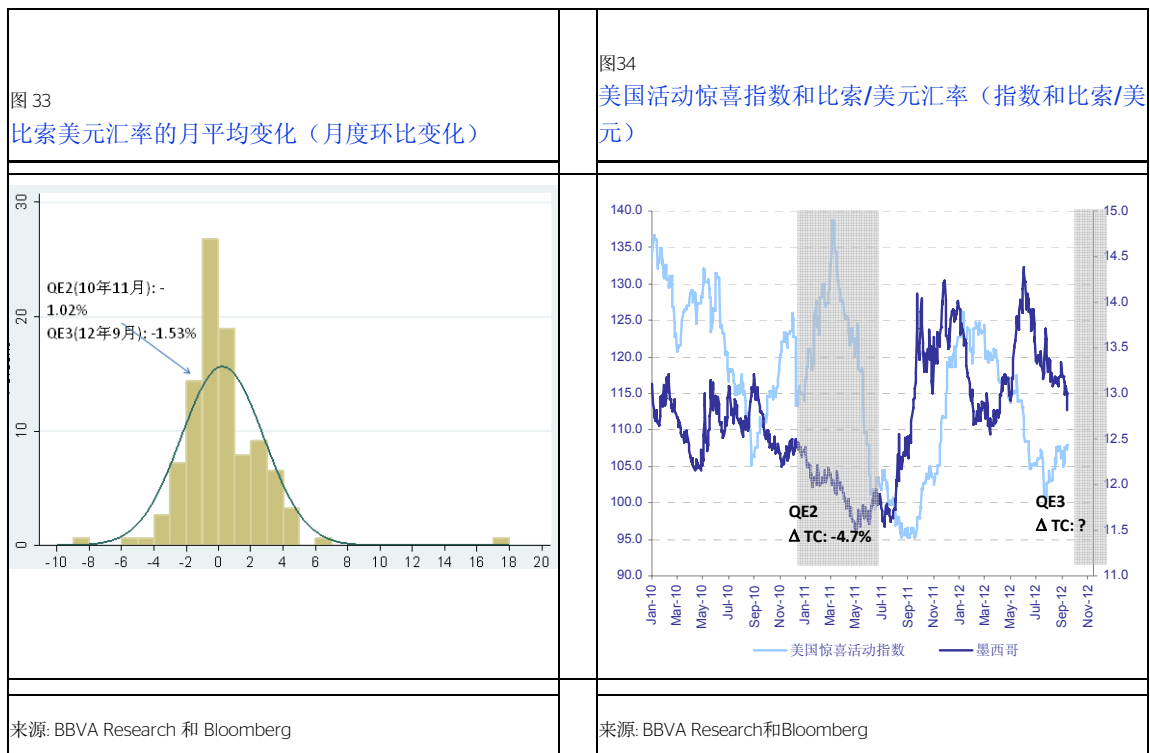 图 33
比索美元汇率的月平均变化（月度环比变化）
图34
美国活动惊喜指数和比索/美元汇率（指数和比索/美
元）
30
20
10
0
QE2(10年11月): -
1.02%
QE3(12年9月): -1.53%
-10 -8 -6 -4 -2 0 2 4 6 8 10 12 14 16 18 20
140.0
135.0
130.0
125.0
120.0
115.0
110.0
105.0
100.0
95.0
90.0
15.0
14.5
14.0
13.5
13.0
12.5
12.0
11.5
11.0
QE2
Δ TC: -4.7%
QE3
Δ TC: ?
Jan-10 Mar-10 May-10 Jul-10 Sep-10 Nov-10 Jan-11 Mar-11 May-11 Jul-11 Sep-11 Nov-11 Jan-12 Mar-12 May-12 Jul-12 Sep-12 Nov-12
美国惊喜活动指数 墨西哥
来源: BBVA Research 和 Bloomberg
来源: BBVA Research和Bloomberg